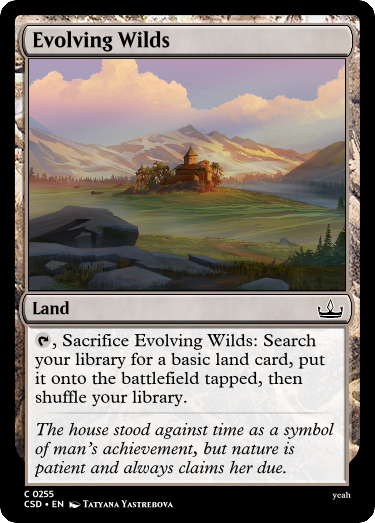 Evolving Wilds
Land
, Sacrifice Evolving Wilds: Search
your library for a basic land card, put
it onto the battlefield tapped, then
shuffle your library.
The house stood against time as a symbol
of man's achievement, but nature is
patient and always claims her due.
C 0255
yeah
CSD • EN Tatyana Yastrebova